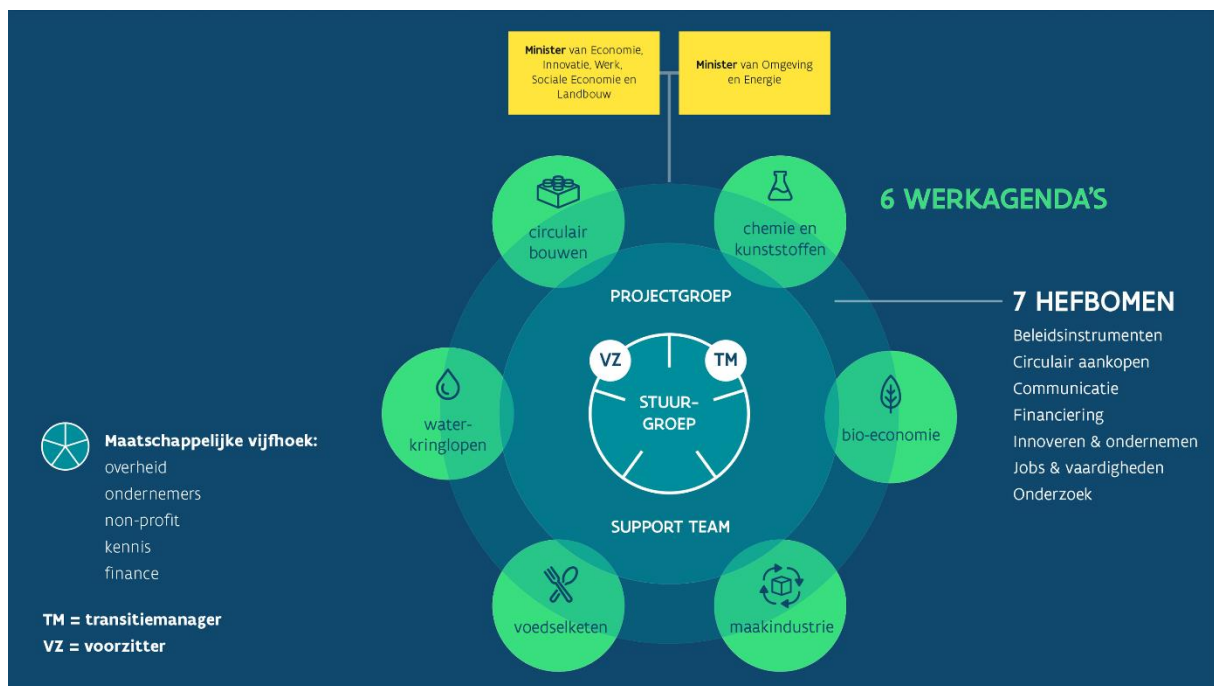 Minister van Economie,
Innovatie, Werk,
Sociale Economie en
Landbouw
Minister van Omgeving
en Energie
6 WERKAGENDA'S
circulair
bouwen
chemie en
kunststoffen
PROJECTGROEP
7 HEFBOMEN
Beleidsinstrumenten
Circulair aankopen
Communicatie
Financiering
Innoveren & ondernemen
Jobs & vaardigheden
Onderzoek
VZ
TM
STUUR-
GROEP
water-
kringlopen
bio-economie
Maatschappelijke vijfhoek:
overheid
ondernemers
non-profit
kennis
finance
SUPPORT TEAM
voedselketen
maakindustrie
TM = transitiemanager
VZ = voorzitter